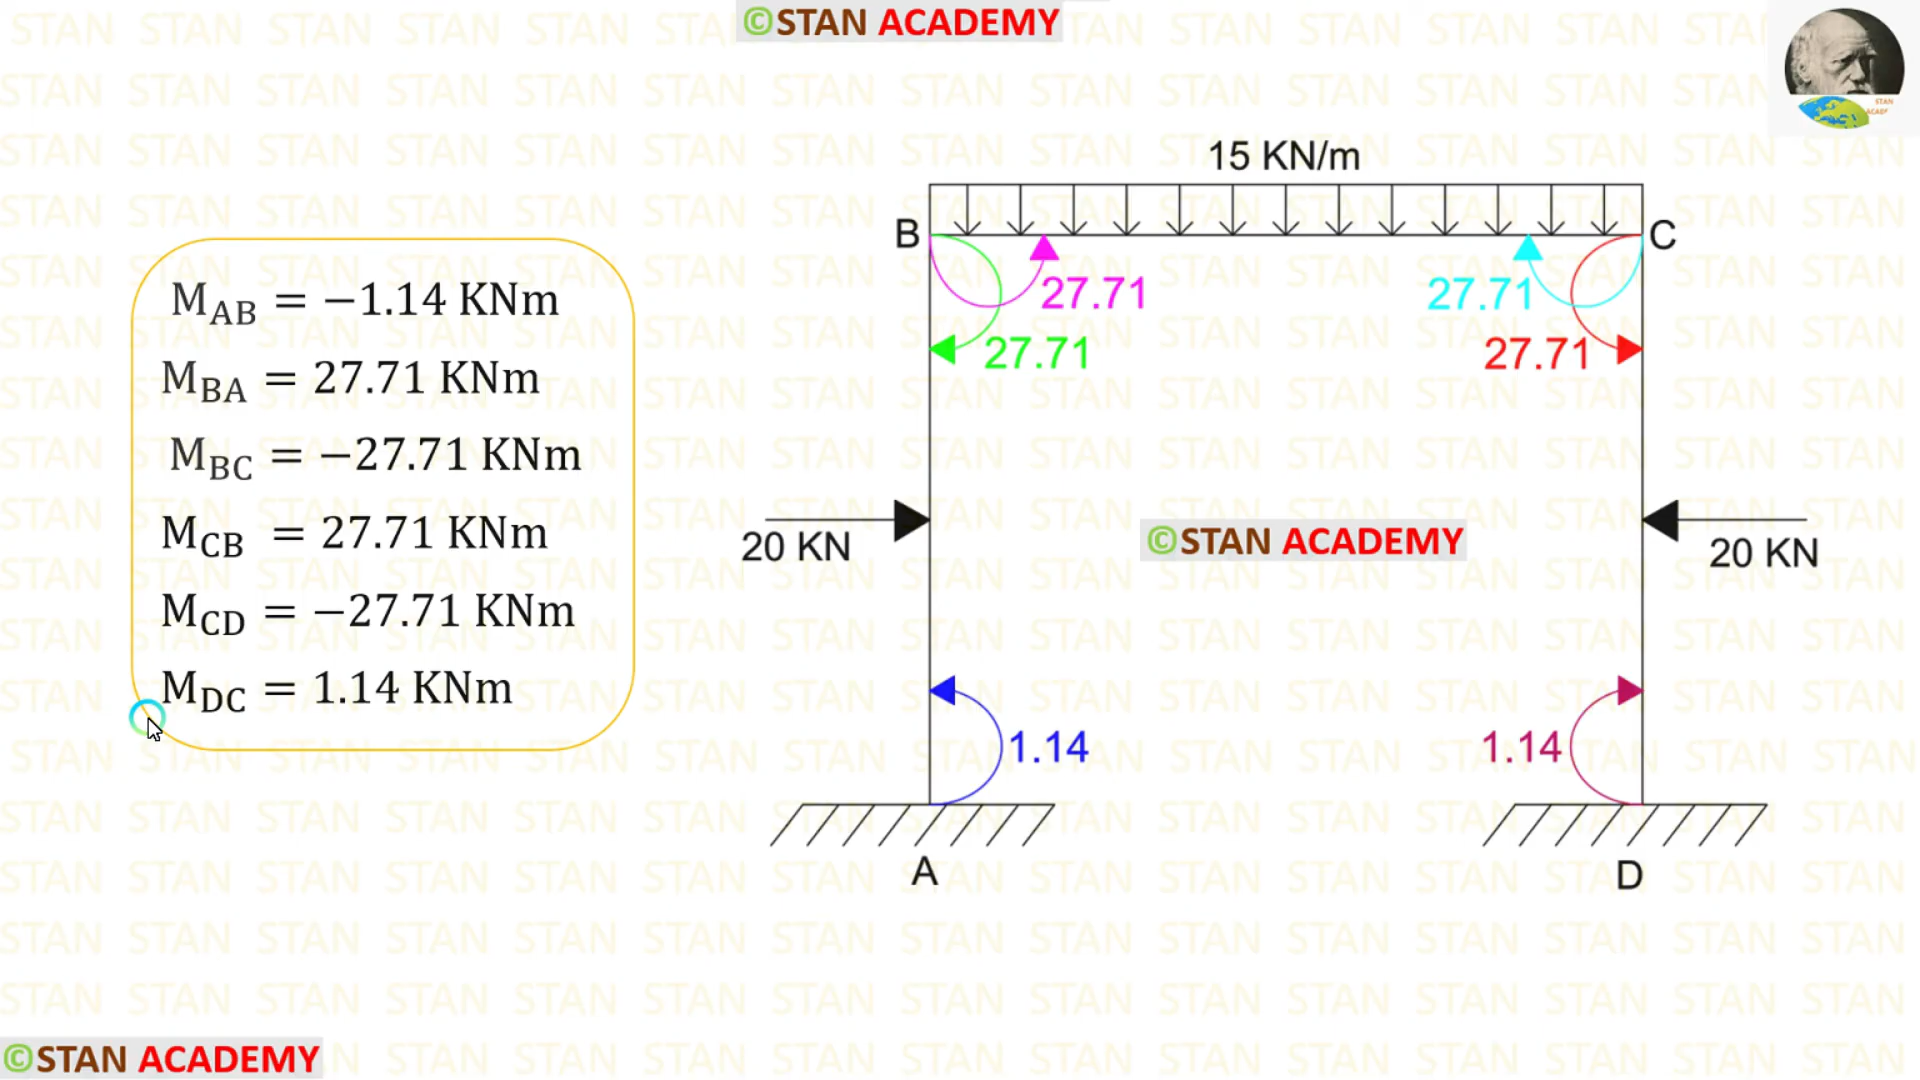 ©STAN ACADEMY
STAN
ACADEMY
15 KN/m
B
C
27.71
27.71
27.71
27.71
M_AB = −1.14 KNm
M_BA = 27.71 KNm
M_BC = −27.71 KNm
M_CB = 27.71 KNm
M_CD = −27.71 KNm
M_DC = 1.14 KNm
20 KN
©STAN ACADEMY
20 KN
1.14
1.14
A
D
©STAN ACADEMY